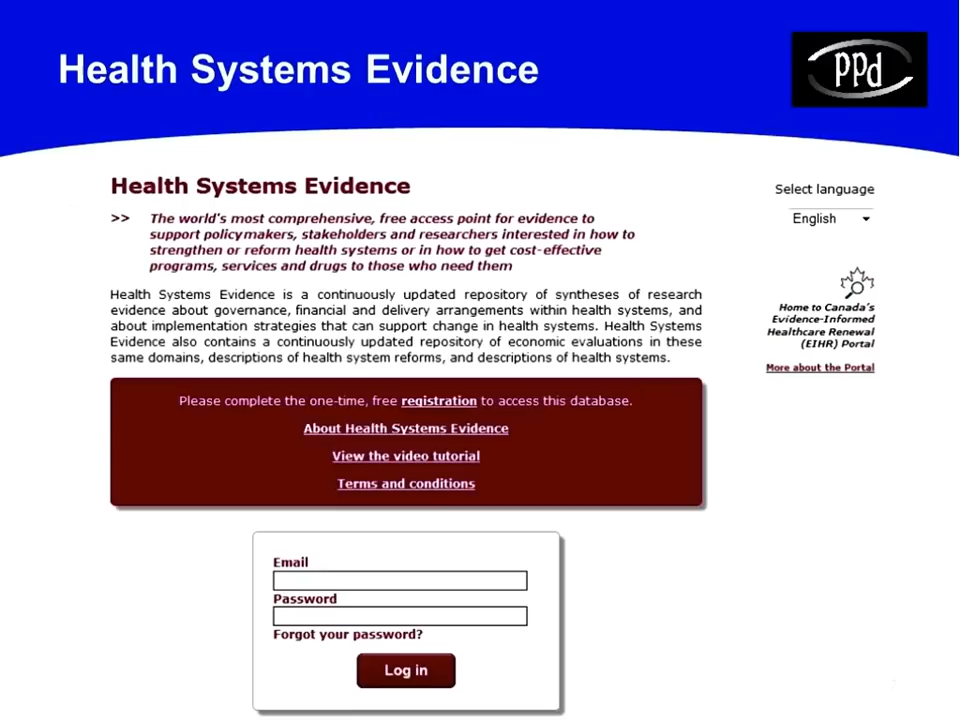 Health Systems Evidence
ppd
Health Systems Evidence
Select language
English
>> The world's most comprehensive, free access point for evidence to
support policymakers, stakeholders and researchers interested in how to
strengthen or reform health systems or in how to get cost-effective
programs, services and drugs to those who need them
Health Systems Evidence is a continuously updated repository of syntheses of research
evidence about governance, financial and delivery arrangements within health systems, and
about implementation strategies that can support change in health systems. Health Systems
Evidence also contains a continuously updated repository of economic evaluations in these
same domains, descriptions of health system reforms, and descriptions of health systems.
Home to Canada's
Evidence-Informed
Healthcare Renewal
(EIHR) Portal
More about the Portal
Please complete the one-time, free registration to access this database.
About Health Systems Evidence
View the video tutorial
Terms and conditions
Email
Password
Forgot your password?
Log in